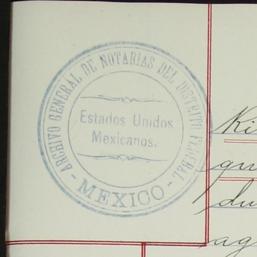 ARCHIVO GENERAL DE NOTARIAS DEL DISTRITO FEDERAL
Estados Unidos
Mexicanos.
- MEXICO -